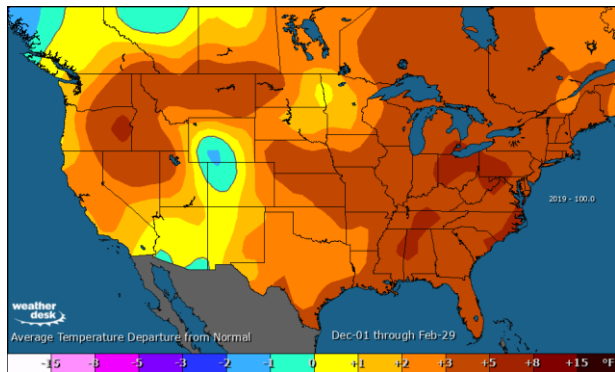 2019 - 100.0
weather
desk
Average Temperature Departure from Normal
Dec-01 through Feb-29
-15 -8 -5 -3 -2 -1 0 +1 +2 +3 +5 +8 +15 °F